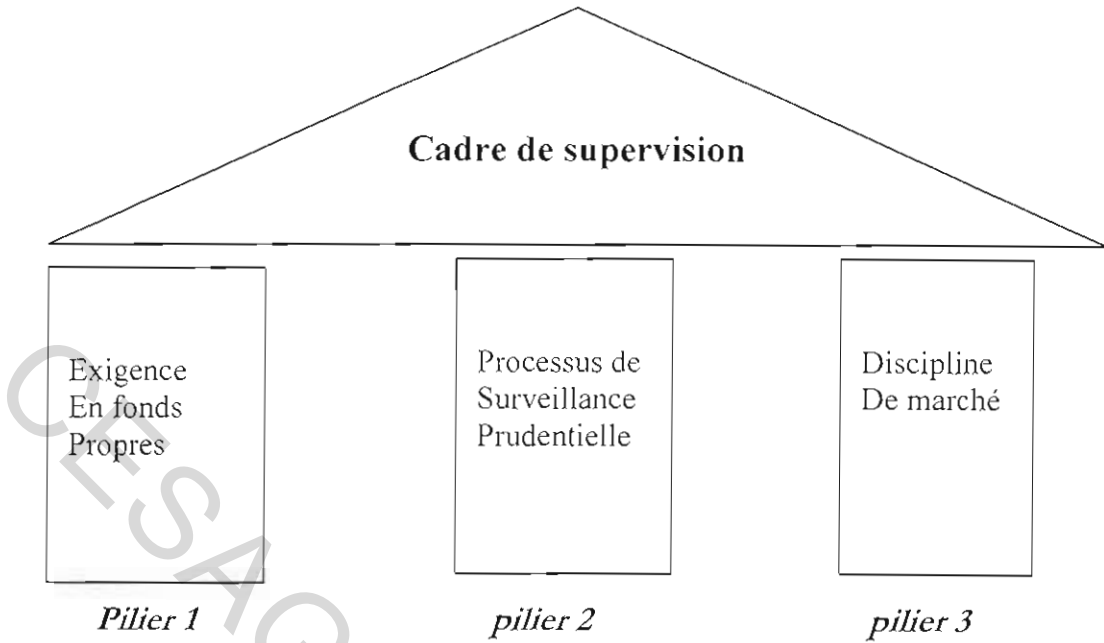 Cadre de supervision
Exigence
En fonds
Propres
Processus de
Surveillance
Prudentielle
Discipline
De marché
Pilier 1
pilier 2
pilier 3
CESAG